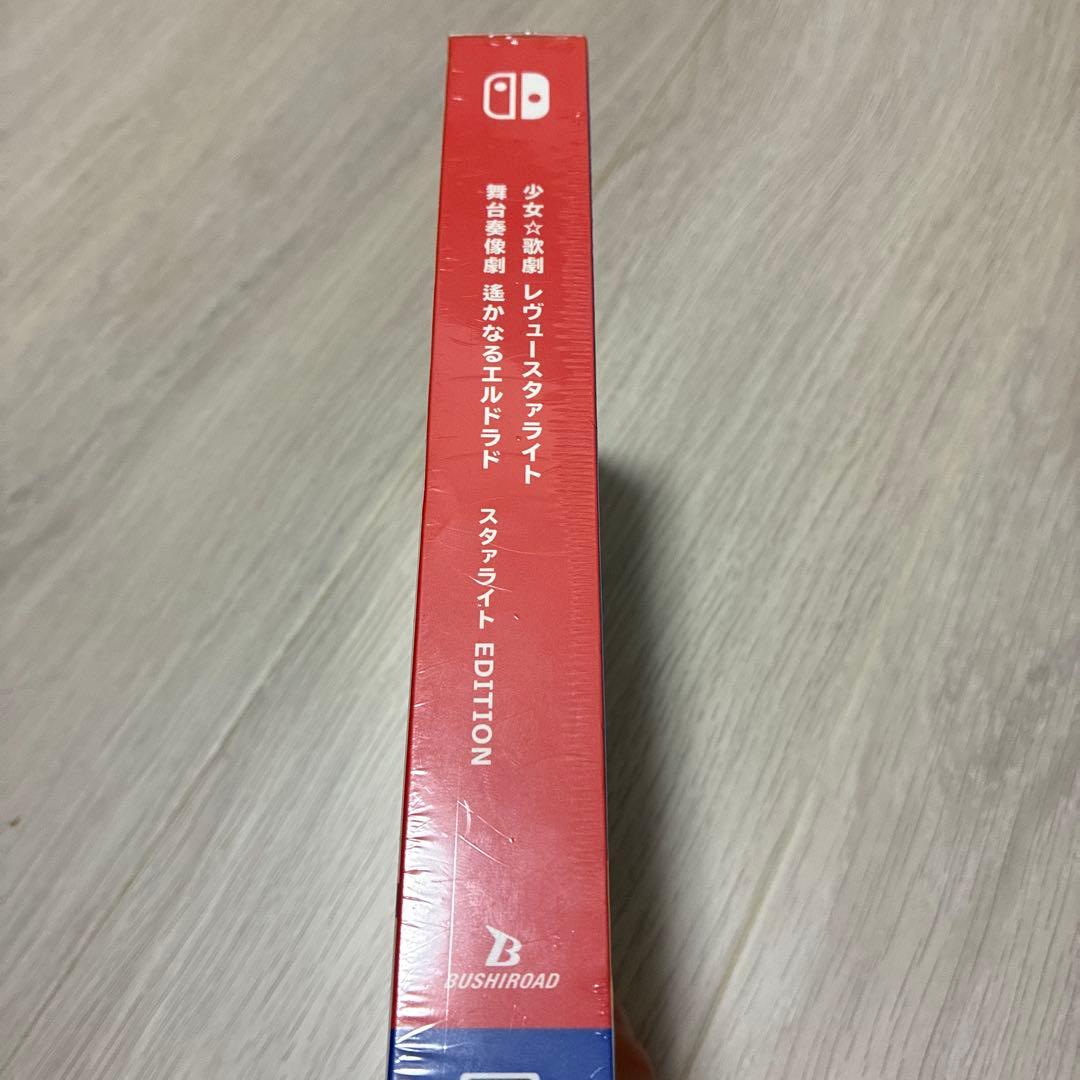 少女☆歌劇 レヴュースタァライト
舞台奏像劇 遙かなるエルドラド
スタァライト EDITION
B
BUSHIROAD